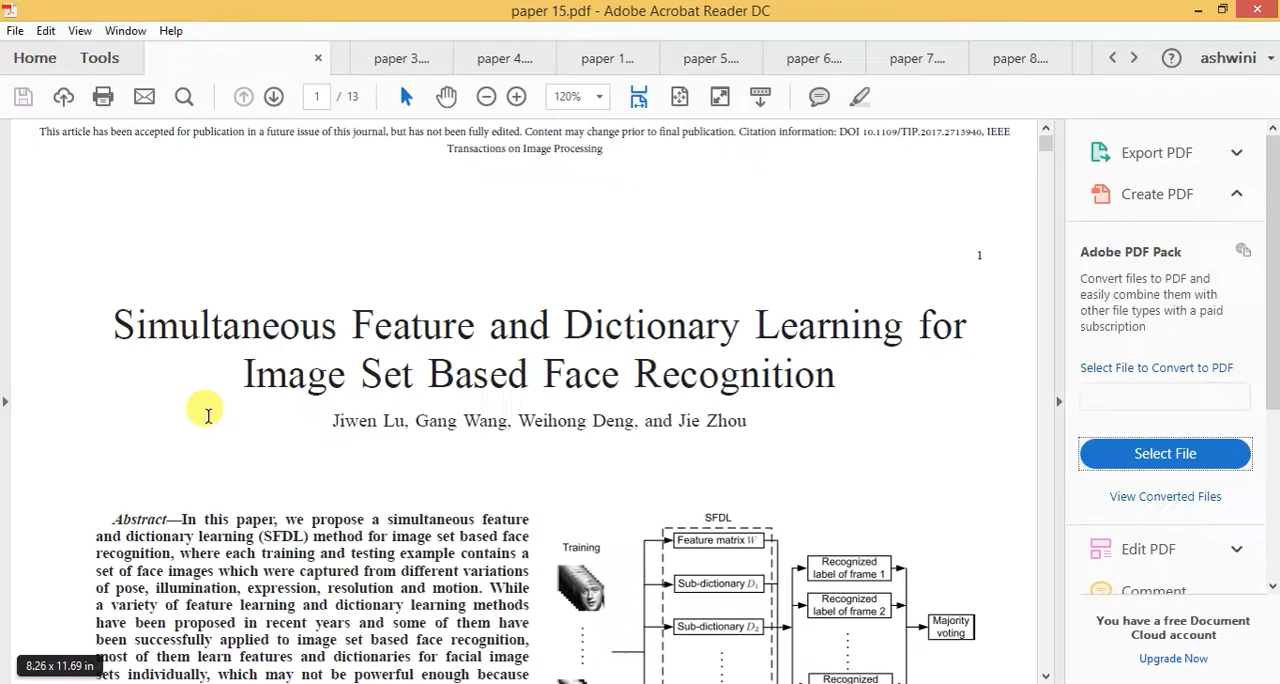 paper 15.pdf - Adobe Acrobat Reader DC
File Edit View Window Help
Home Tools × paper 3.... paper 4.... paper 1... paper 5.... paper 6.... paper 7.... paper 8.... ashwini
1 / 13 120%
This article has been accepted for publication in a future issue of this journal, but has not been fully edited. Content may change prior to final publication. Citation information: DOI 10.1109/TIP.2017.2713940, IEEE
Transactions on Image Processing
1
Simultaneous Feature and Dictionary Learning for
Image Set Based Face Recognition
Jiwen Lu, Gang Wang, Weihong Deng, and Jie Zhou
Abstract—In this paper, we propose a simultaneous feature
and dictionary learning (SFDL) method for image set based face
recognition, where each training and testing example contains a
set of face images which were captured from different variations
of pose, illumination, expression, resolution and motion. While
a variety of feature learning and dictionary learning methods
have been proposed in recent years and some of them have
been successfully applied to image set based face recognition,
most of them learn features and dictionaries for facial image
sets individually, which may not be powerful enough because
SFDL
Training
Feature matrix W
Sub-dictionary D1
Sub-dictionary D2
Recognized
label of frame 1
Recognized
label of frame 2
Recognized
Majority
voting
8.26 x 11.69 in
Export PDF
Create PDF
Adobe PDF Pack
Convert files to PDF and
easily combine them with
other file types with a paid
subscription
Select File to Convert to PDF
Select File
View Converted Files
Edit PDF
Comment
You have a free Document
Cloud account
Upgrade Now